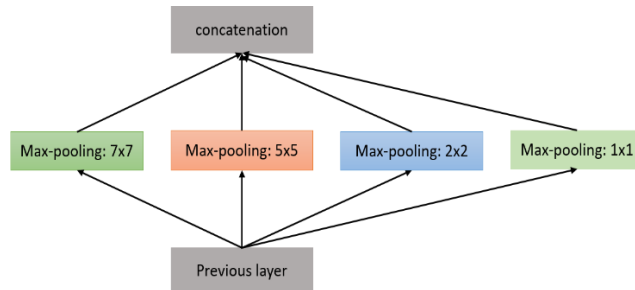 concatenation
Max-pooling: 7x7
Max-pooling: 5x5
Max-pooling: 2x2
Max-pooling: 1x1
Previous layer